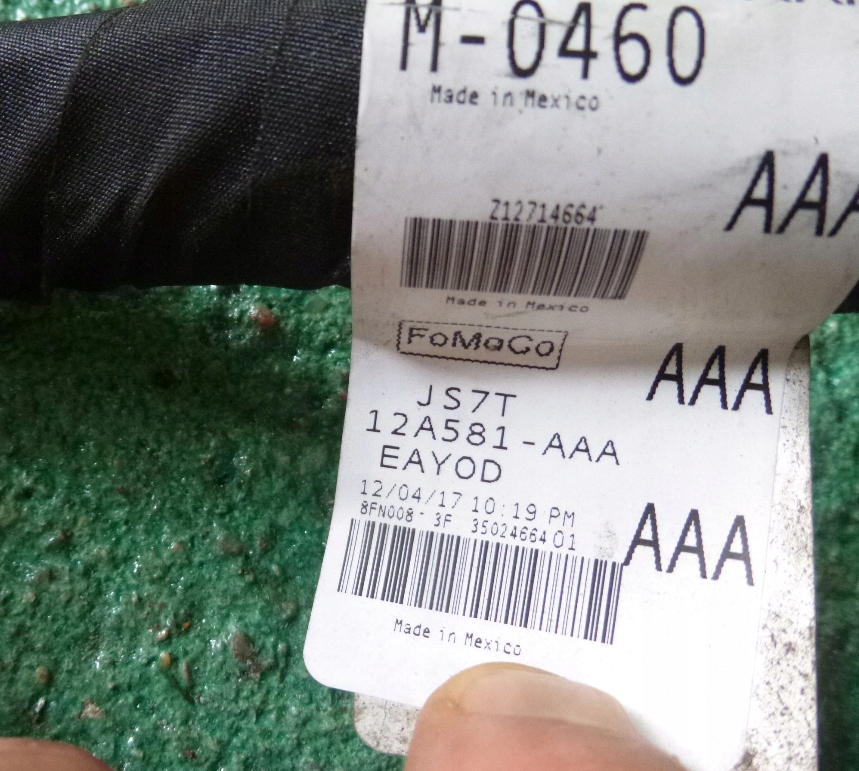 M-0460
Made in Mexico
AAA
Z12714664
Made in Mexico
FoMoCo
AAA
JS7T
12A581-AAA
EAYOD
12/04/17 10:19 PM
8FN008- 3F 3502466401
AAA
Made in Mexico